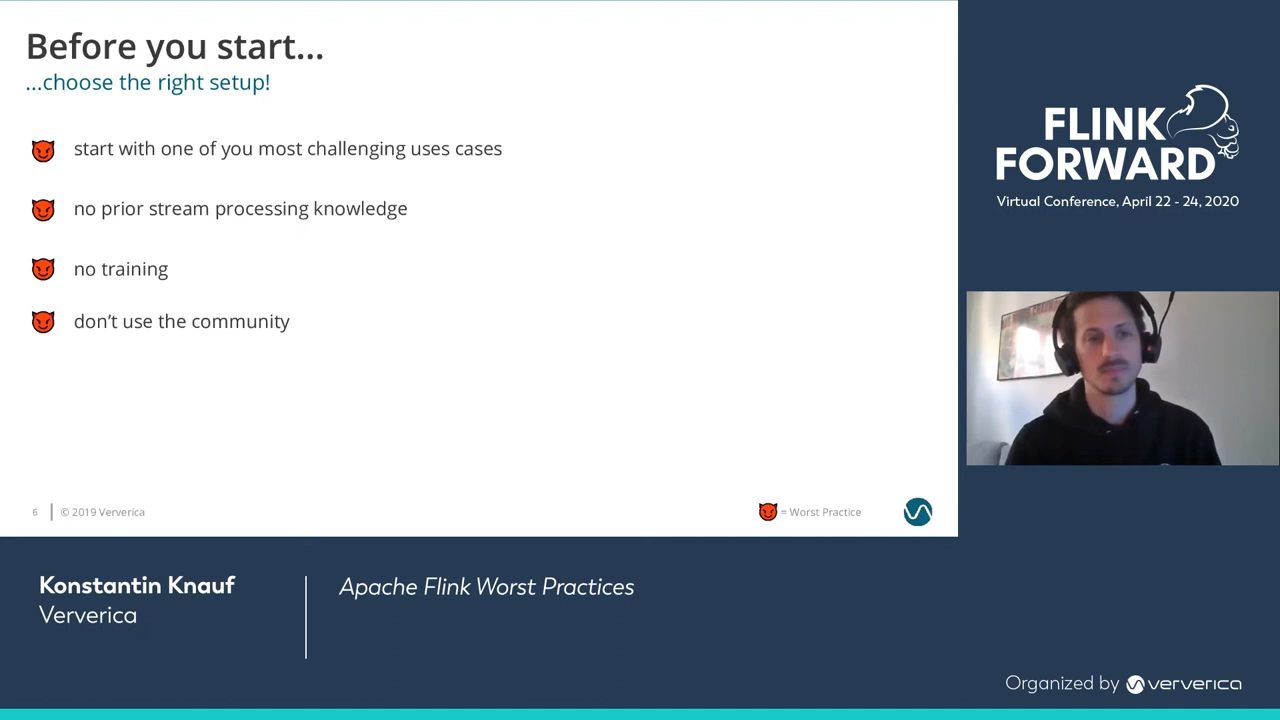 Before you start...
...choose the right setup!
start with one of you most challenging uses cases
no prior stream processing knowledge
no training
don't use the community
6 © 2019 Ververica
= Worst Practice
FLINK
FORWARD
Virtual Conference, April 22 - 24, 2020
Konstantin Knauf
Ververica
Apache Flink Worst Practices
Organized by ververica